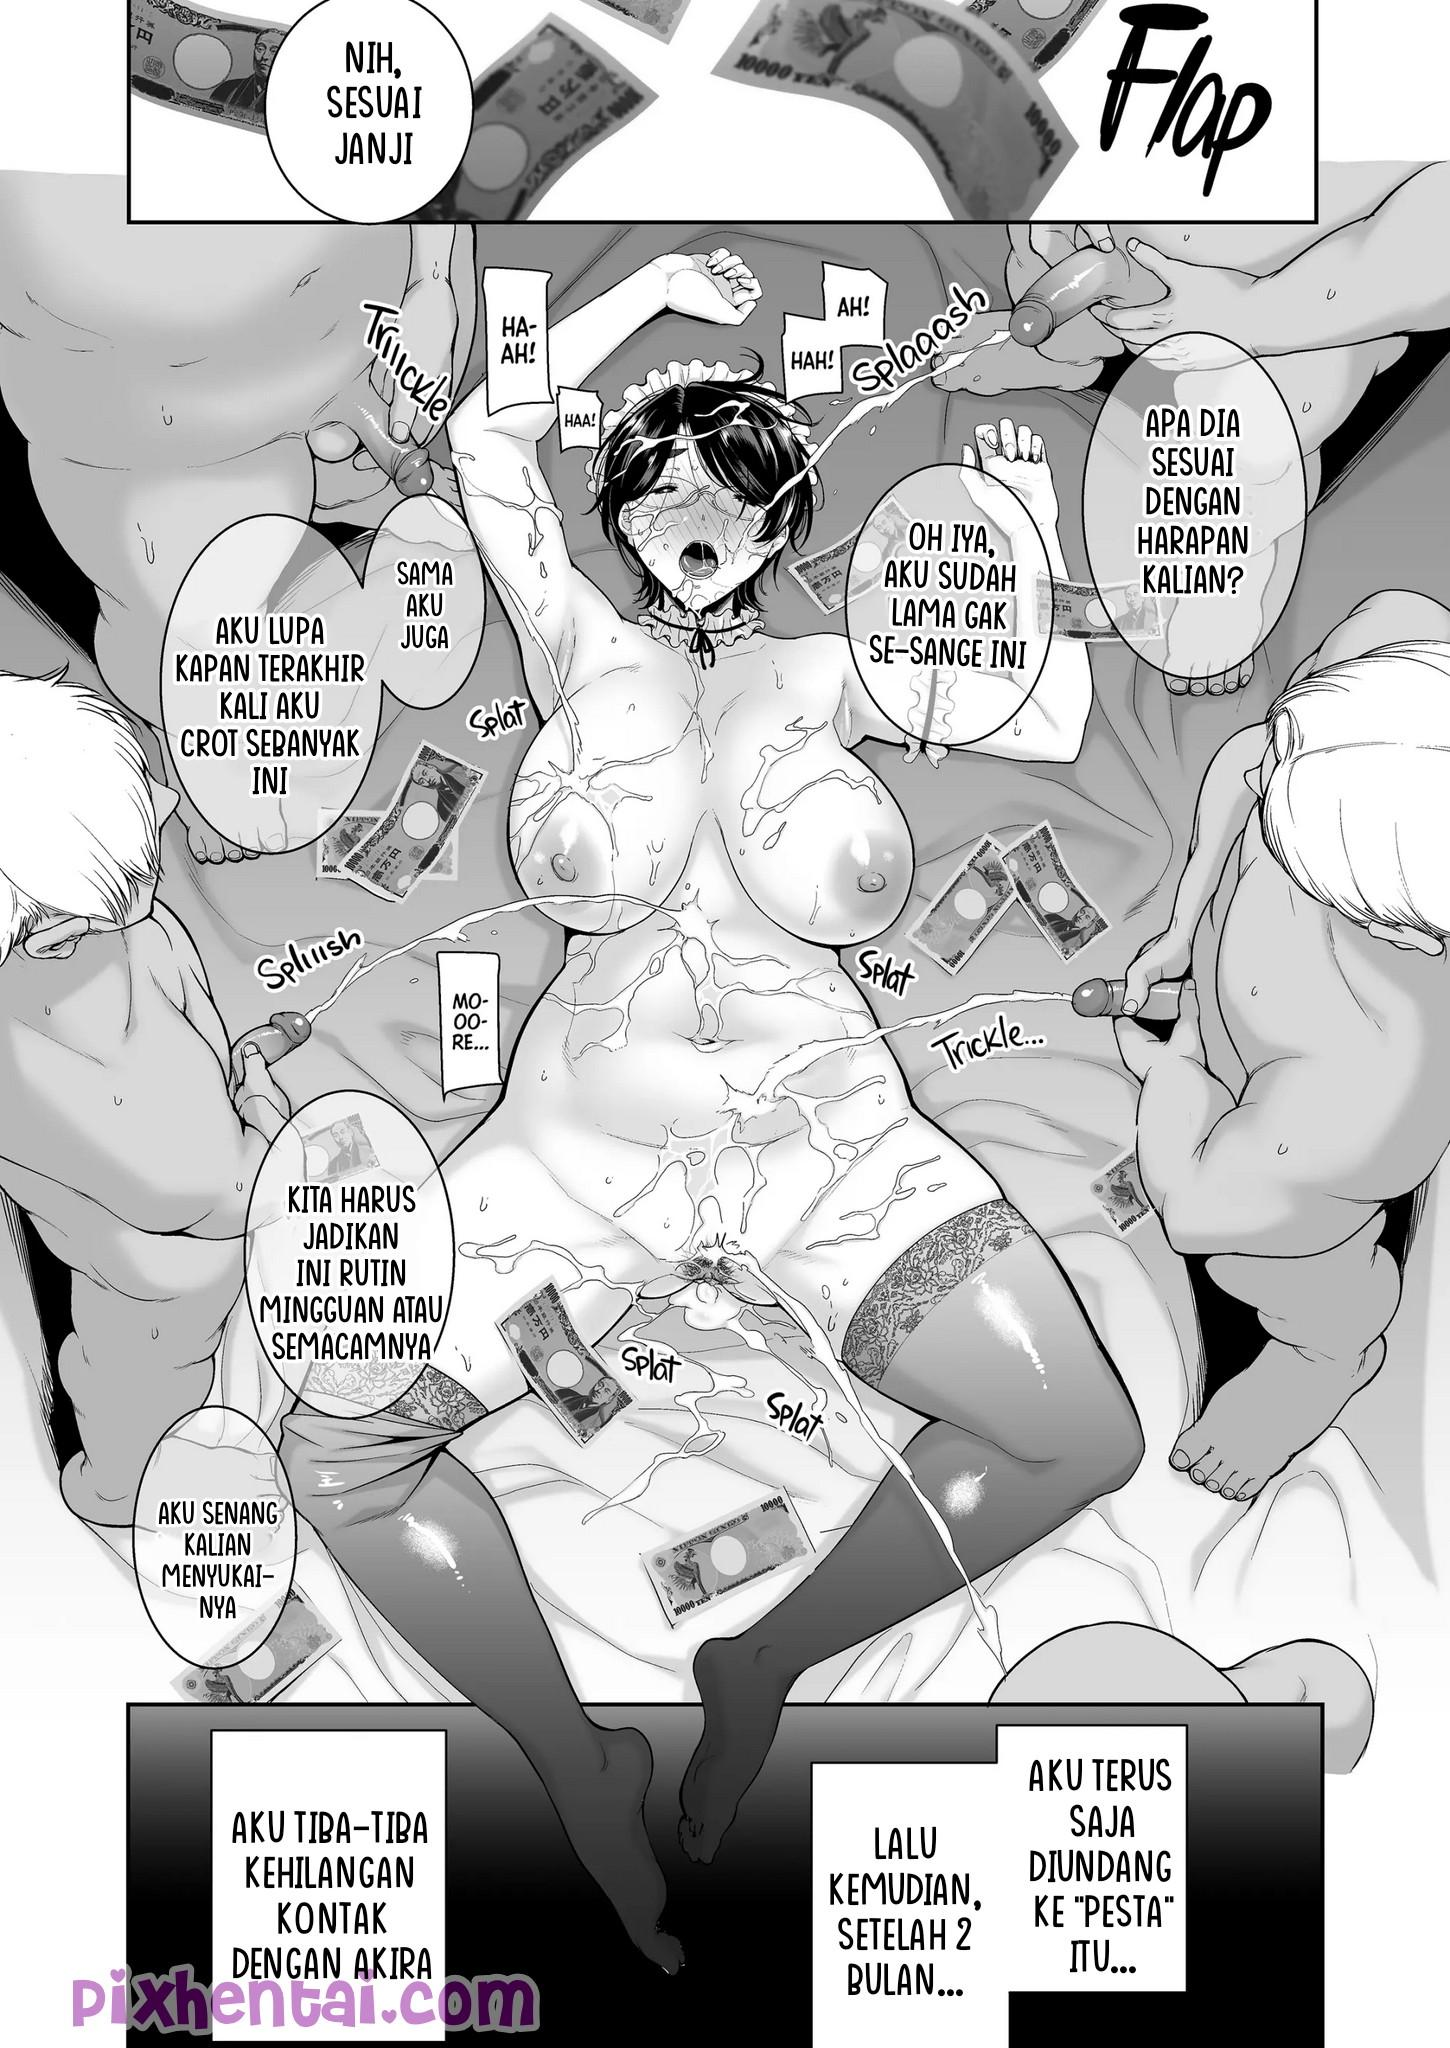 NIH,
SESUAI
JANJI
Flap
10000 YEN
Triiickle
HA-
AH!
HAA!
AH!
HAH!
Splaaash
APA DIA
SESUAI
DENGAN
HARAPAN
KALIAN?
OH IYA,
AKU SUDAH
LAMA GAK
SE-SANGE INI
SAMA
AKU
JUGA
AKU LUPA
KAPAN TERAKHIR
KALI AKU
CROT SEBANYAK
INI
Splat
Spliiish
Splat
MO-
OO-
RE...
Trickle...
KITA HARUS
JADIKAN
INI RUTIN
MINGGUAN ATAU
SEMACAMNYA
Splat
Splat
AKU SENANG
KALIAN
MENYUKAI-
NYA
AKU TERUS
SAJA
DIUNDANG
KE "PESTA"
ITU...
LALU
KEMUDIAN,
SETELAH 2
BULAN...
AKU TIBA-TIBA
KEHILANGAN
KONTAK
DENGAN AKIRA
pixhentai.com